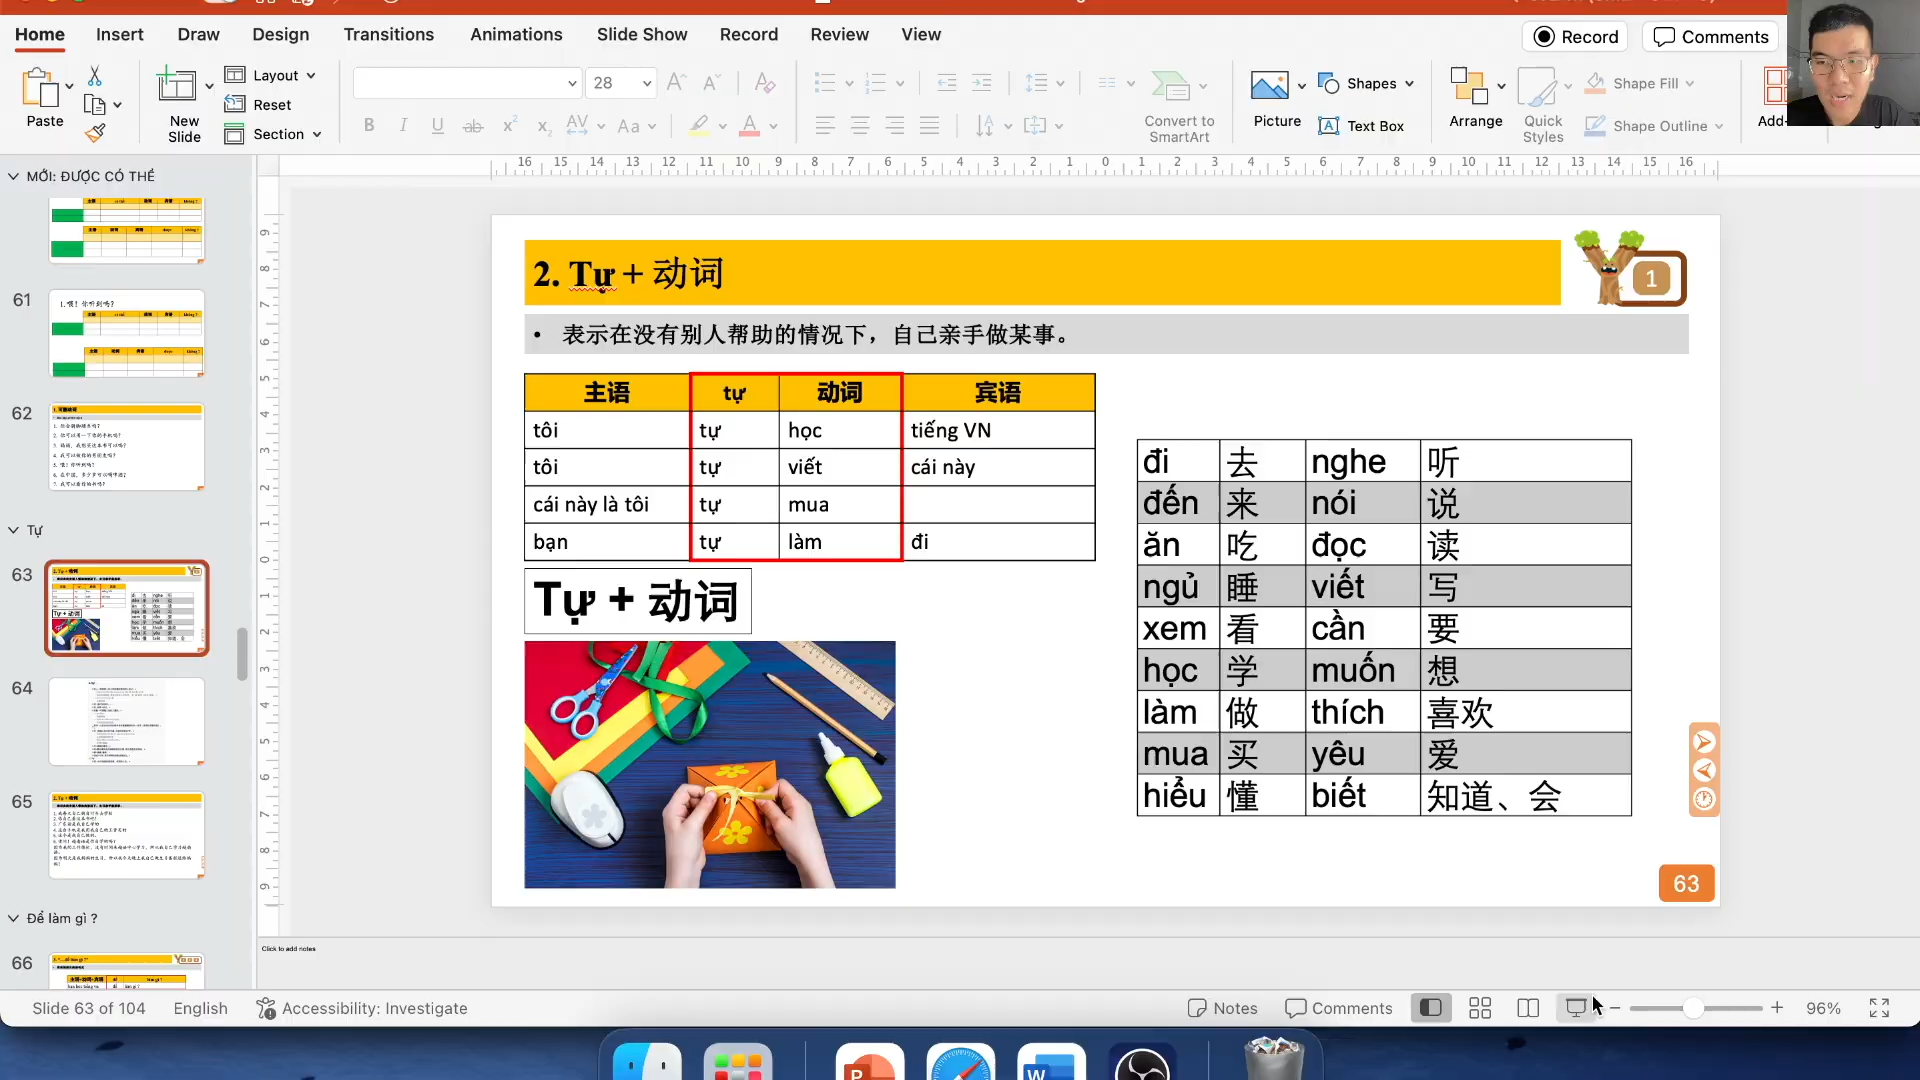 Home Insert Draw Design Transitions Animations Slide Show Record Review View
Record Comments
Paste
New Slide
Layout
Reset
Section
28
Convert to SmartArt
Picture
Shapes
Text Box
Arrange
Quick Styles
Shape Fill
Shape Outline
Add-
MỚI: ĐƯỢC CÓ THỂ
61
62
Tự
63
64
65
Để làm gì ?
66
2. Tự + 动词
1
• 表示在没有别人帮助的情况下，自己亲手做某事。
主语 tự 动词 宾语
tôi tự học tiếng VN
tôi tự viết cái này
cái này là tôi tự mua
bạn tự làm đi
Tự + 动词
đi 去 nghe 听
đến 来 nói 说
ăn 吃 đọc 读
ngủ 睡 viết 写
xem 看 cần 要
học 学 muốn 想
làm 做 thích 喜欢
mua 买 yêu 爱
hiểu 懂 biết 知道、会
63
Click to add notes
Slide 63 of 104 English Accessibility: Investigate Notes Comments 96%